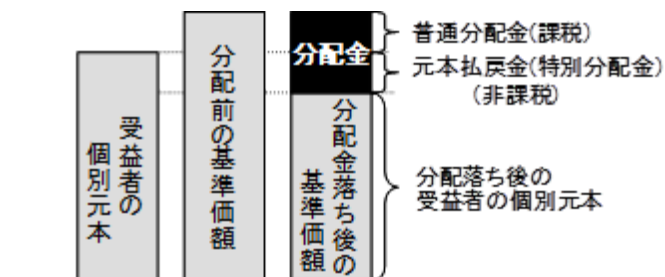 受益者の
個別元本
分配前の基準価額
分配金
分配金落ち後の
基準価額
普通分配金(課税)
元本払戻金(特別分配金)
(非課税)
分配落ち後の
受益者の個別元本